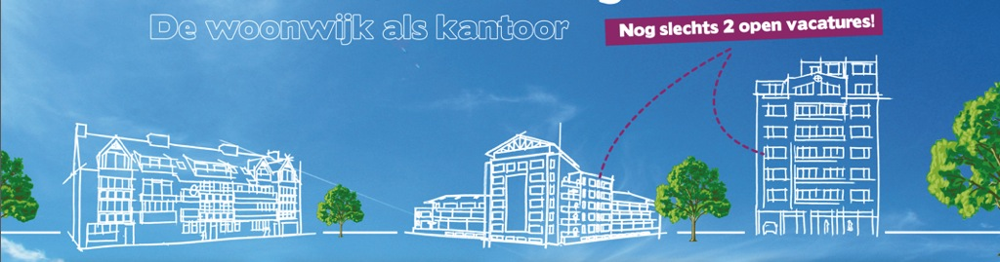 De woonwijk als kantoor
Nog slechts 2 open vacatures!